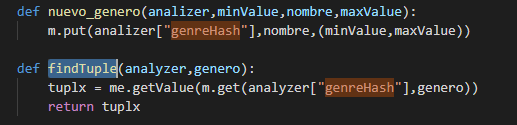 def nuevo_genero(analizer,minValue,nombre,maxValue):
m.put(analizer["genreHash"],nombre,(minValue,maxValue))
def findTuple(analyzer,genero):
tuplx = me.getValue(m.get(analyzer["genreHash"],genero))
return tuplx